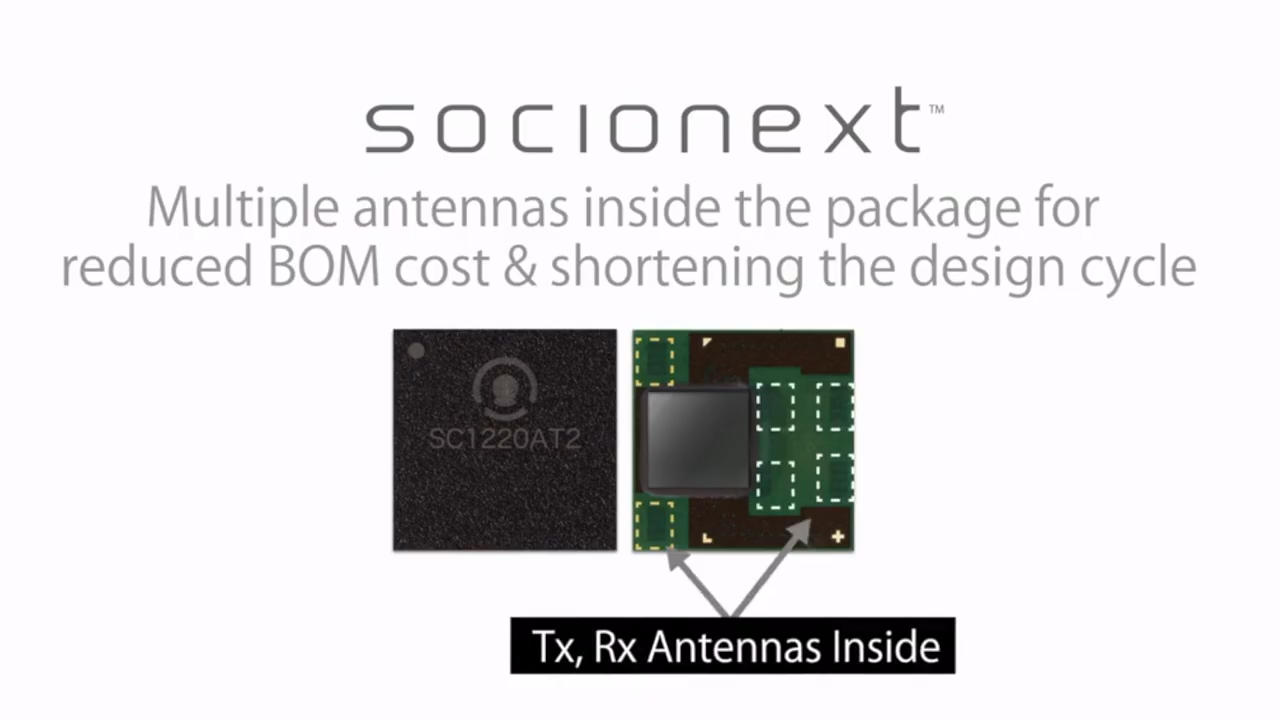 socionext™
Multiple antennas inside the package for
reduced BOM cost & shortening the design cycle
SC1220AT2
Tx, Rx Antennas Inside